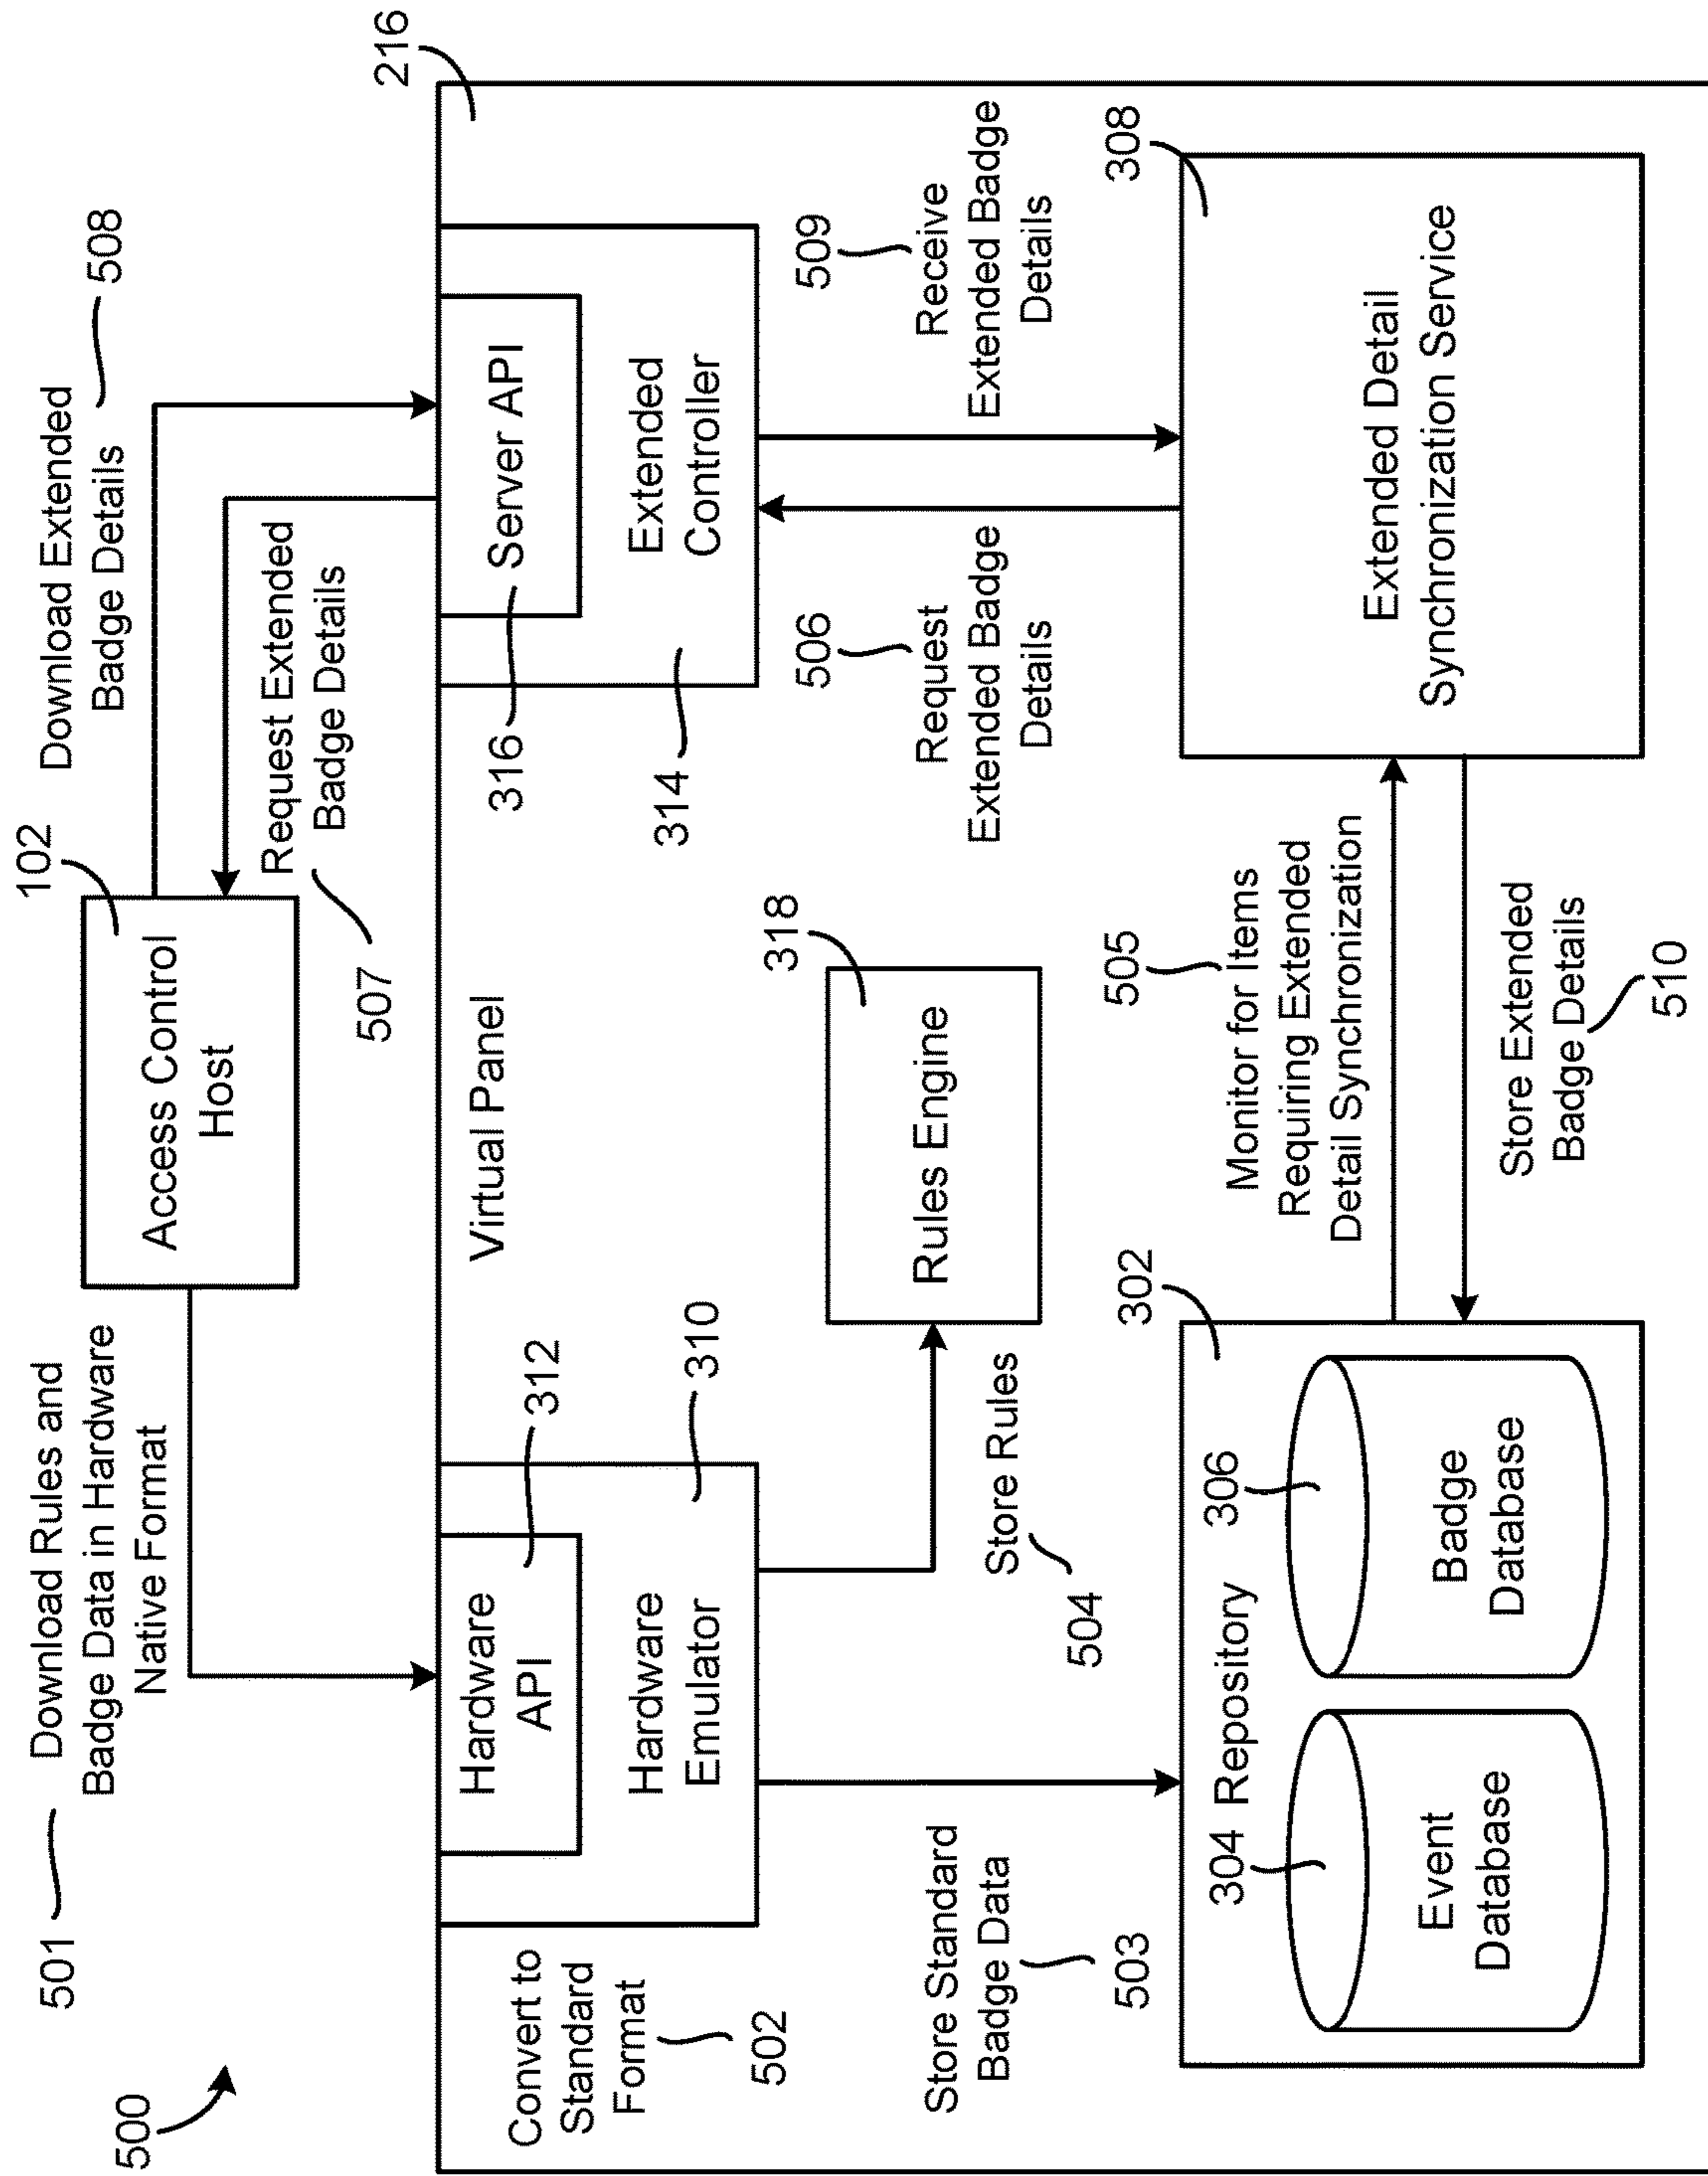 500
501
Download Rules and
Badge Data in Hardware
Native Format
102
Access Control
Host
Download Extended
Badge Details
508
Request Extended
Badge Details
507
216
Virtual Panel
Convert to
Standard
Format
502
Hardware
API
312
Hardware
Emulator
310
Server API
316
Extended
Controller
314
318
Rules Engine
Store Rules
504
Store Standard
Badge Data
503
506
Request
Extended Badge
Details
509
Receive
Extended Badge
Details
302
Repository
304
Event
Database
306
Badge
Database
505
Monitor for Items
Requiring Extended
Detail Synchronization
Store Extended
Badge Details
510
308
Extended Detail
Synchronization Service